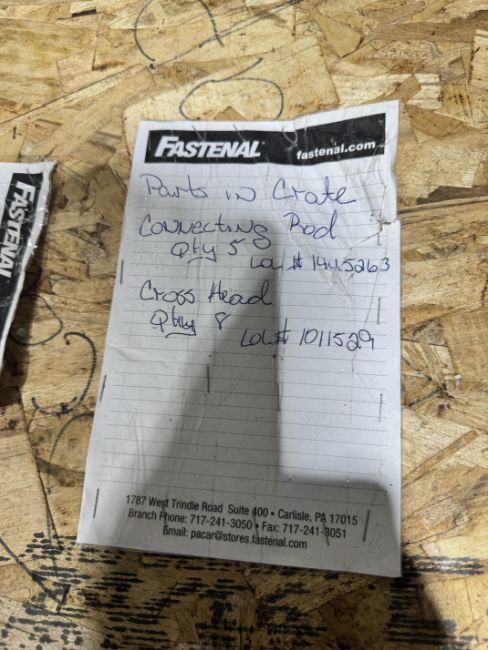 FASTENAL fastenal.com
Parts in Crate
Connecting Rod
Qty 5
Lot # 1445263
Cross Head
Qty 8
Lot# 1011529
1787 West Trindle Road Suite 400 • Carlisle, PA 17015
Branch Phone: 717-241-3050 • Fax: 717-241-3051
Email: pacar@stores.fastenal.com
FASTENAL